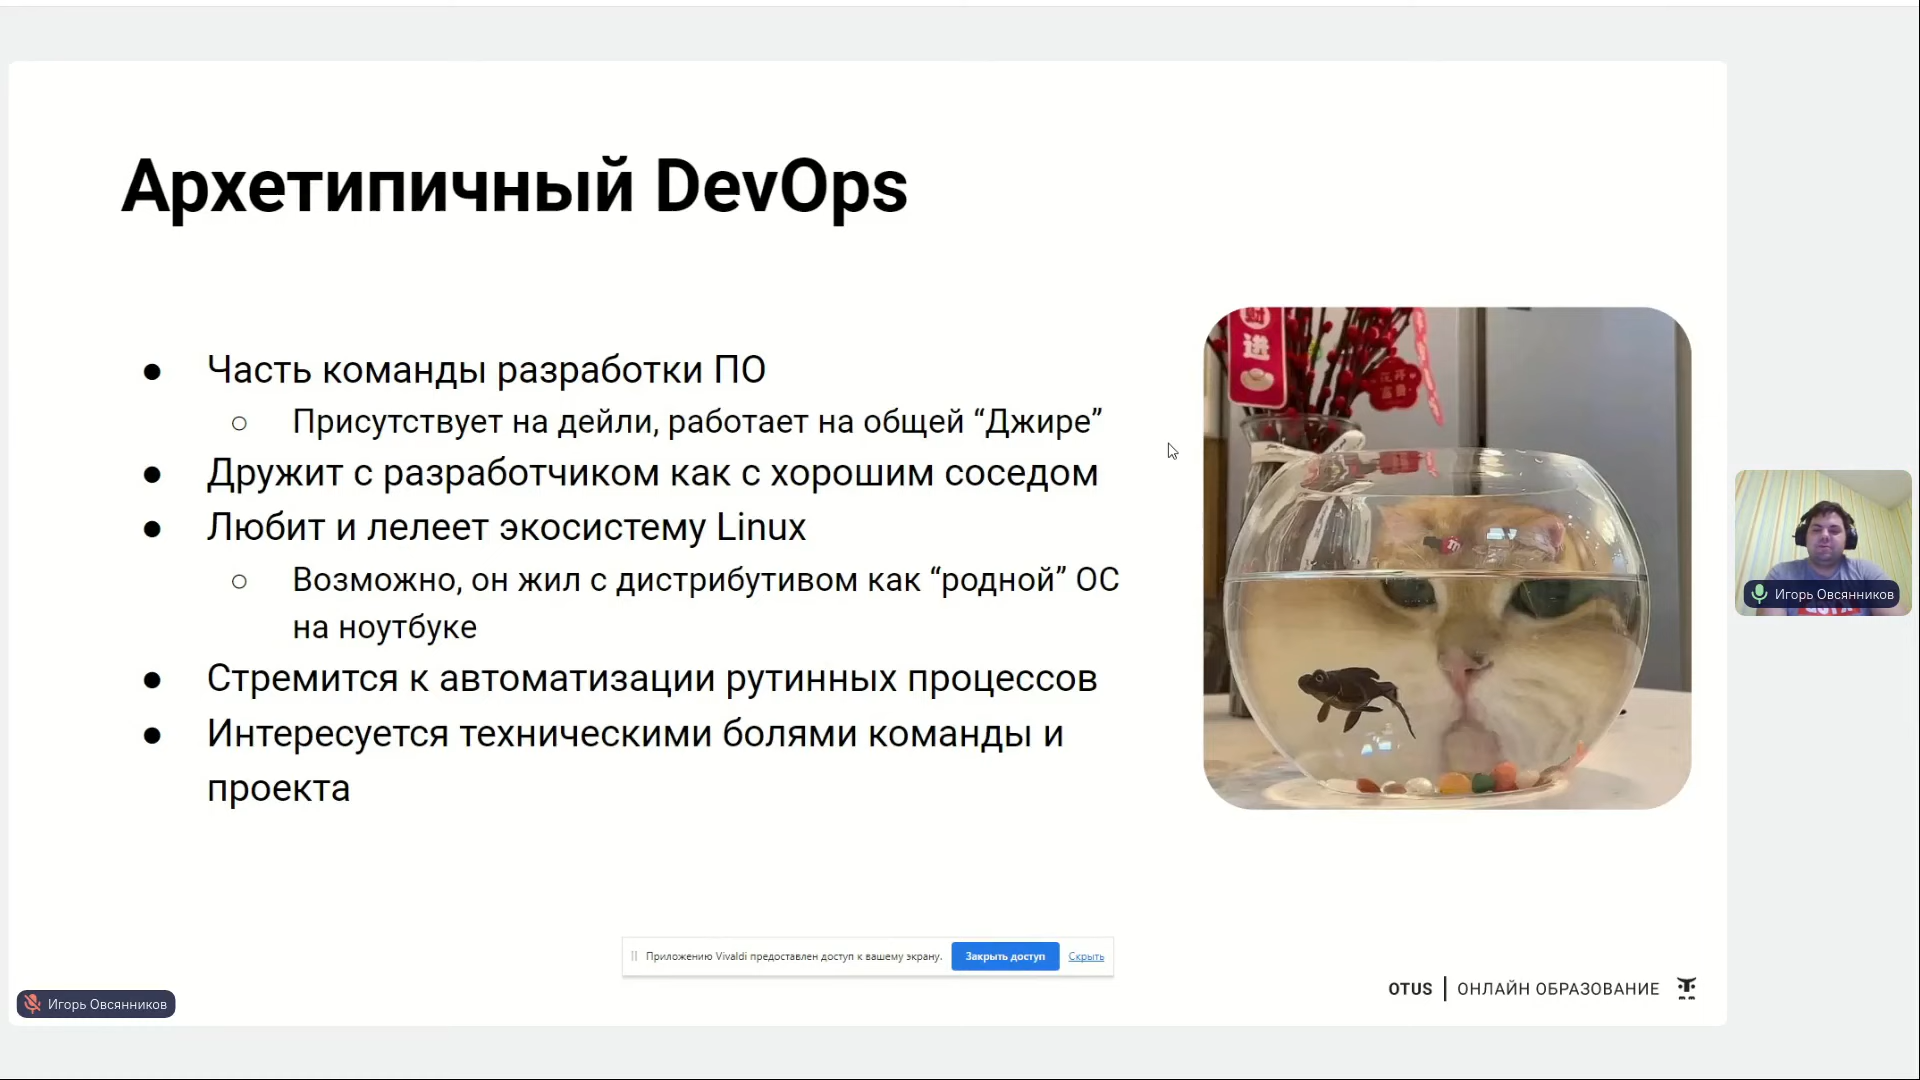 Архетипичный DevOps
● Часть команды разработки ПО
○ Присутствует на дейли, работает на общей “Джире”
● Дружит с разработчиком как с хорошим соседом
● Любит и лелеет экосистему Linux
○ Возможно, он жил с дистрибутивом как “родной” ОС
на ноутбуке
● Стремится к автоматизации рутинных процессов
● Интересуется техническими болями команды и
проекта
进
Игорь Овсянников
Приложению Vivaldi предоставлен доступ к вашему экрану.
Закрыть доступ
Скрыть
OTUS | ОНЛАЙН ОБРАЗОВАНИЕ
Игорь Овсянников